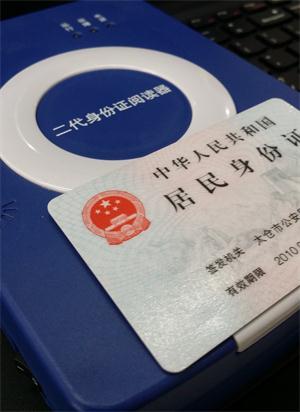 二代身份证阅读器
中华人民共和国
居民身份证
签发机关 太仓市公安
有效期限 2010.